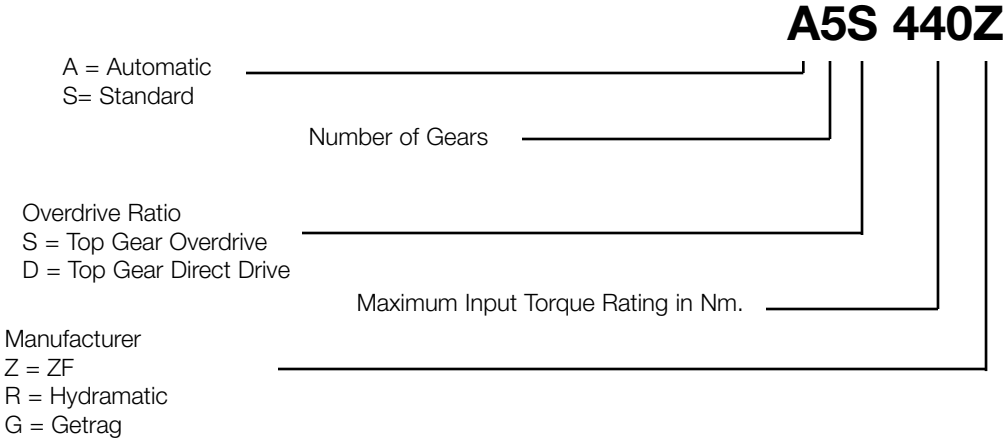 A5S 440Z
A = Automatic
S= Standard
Number of Gears
Overdrive Ratio
S = Top Gear Overdrive
D = Top Gear Direct Drive
Maximum Input Torque Rating in Nm.
Manufacturer
Z = ZF
R = Hydramatic
G = Getrag